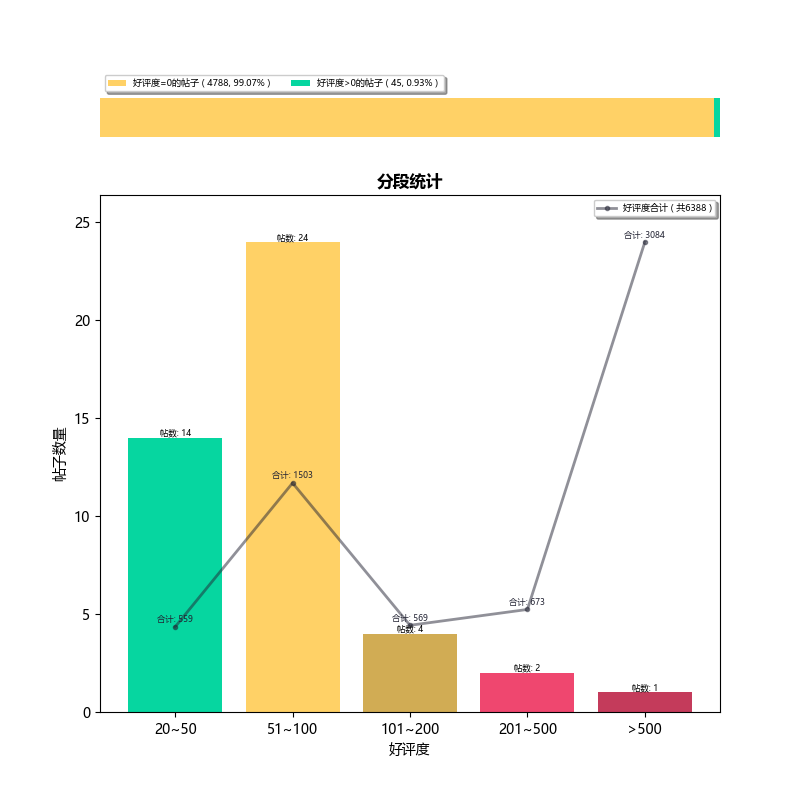 好评度=0的帖子 ( 4788, 99.07% )
好评度>0的帖子 ( 45, 0.93% )
分段统计
好评度合计 ( 共6388 )
25
20
15
10
5
0
帖子数量
帖数: 24
合计: 3084
帖数: 14
合计: 1503
合计: 559
合计: 569
帖数: 4
合计: 673
帖数: 2
帖数: 1
20~50
51~100
101~200
201~500
>500
好评度